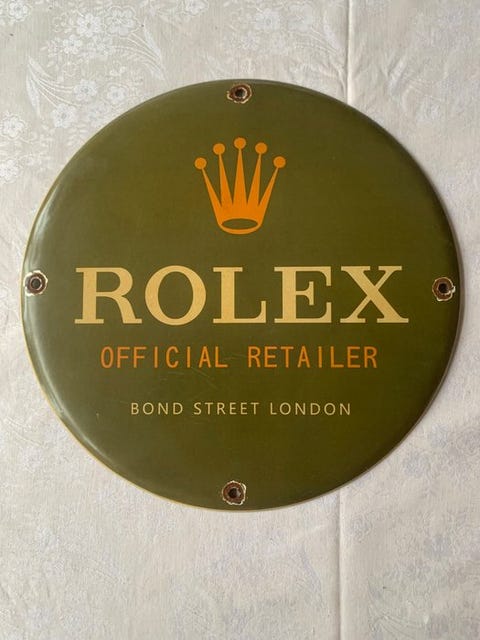 ROLEX
OFFICIAL RETAILER
BOND STREET LONDON